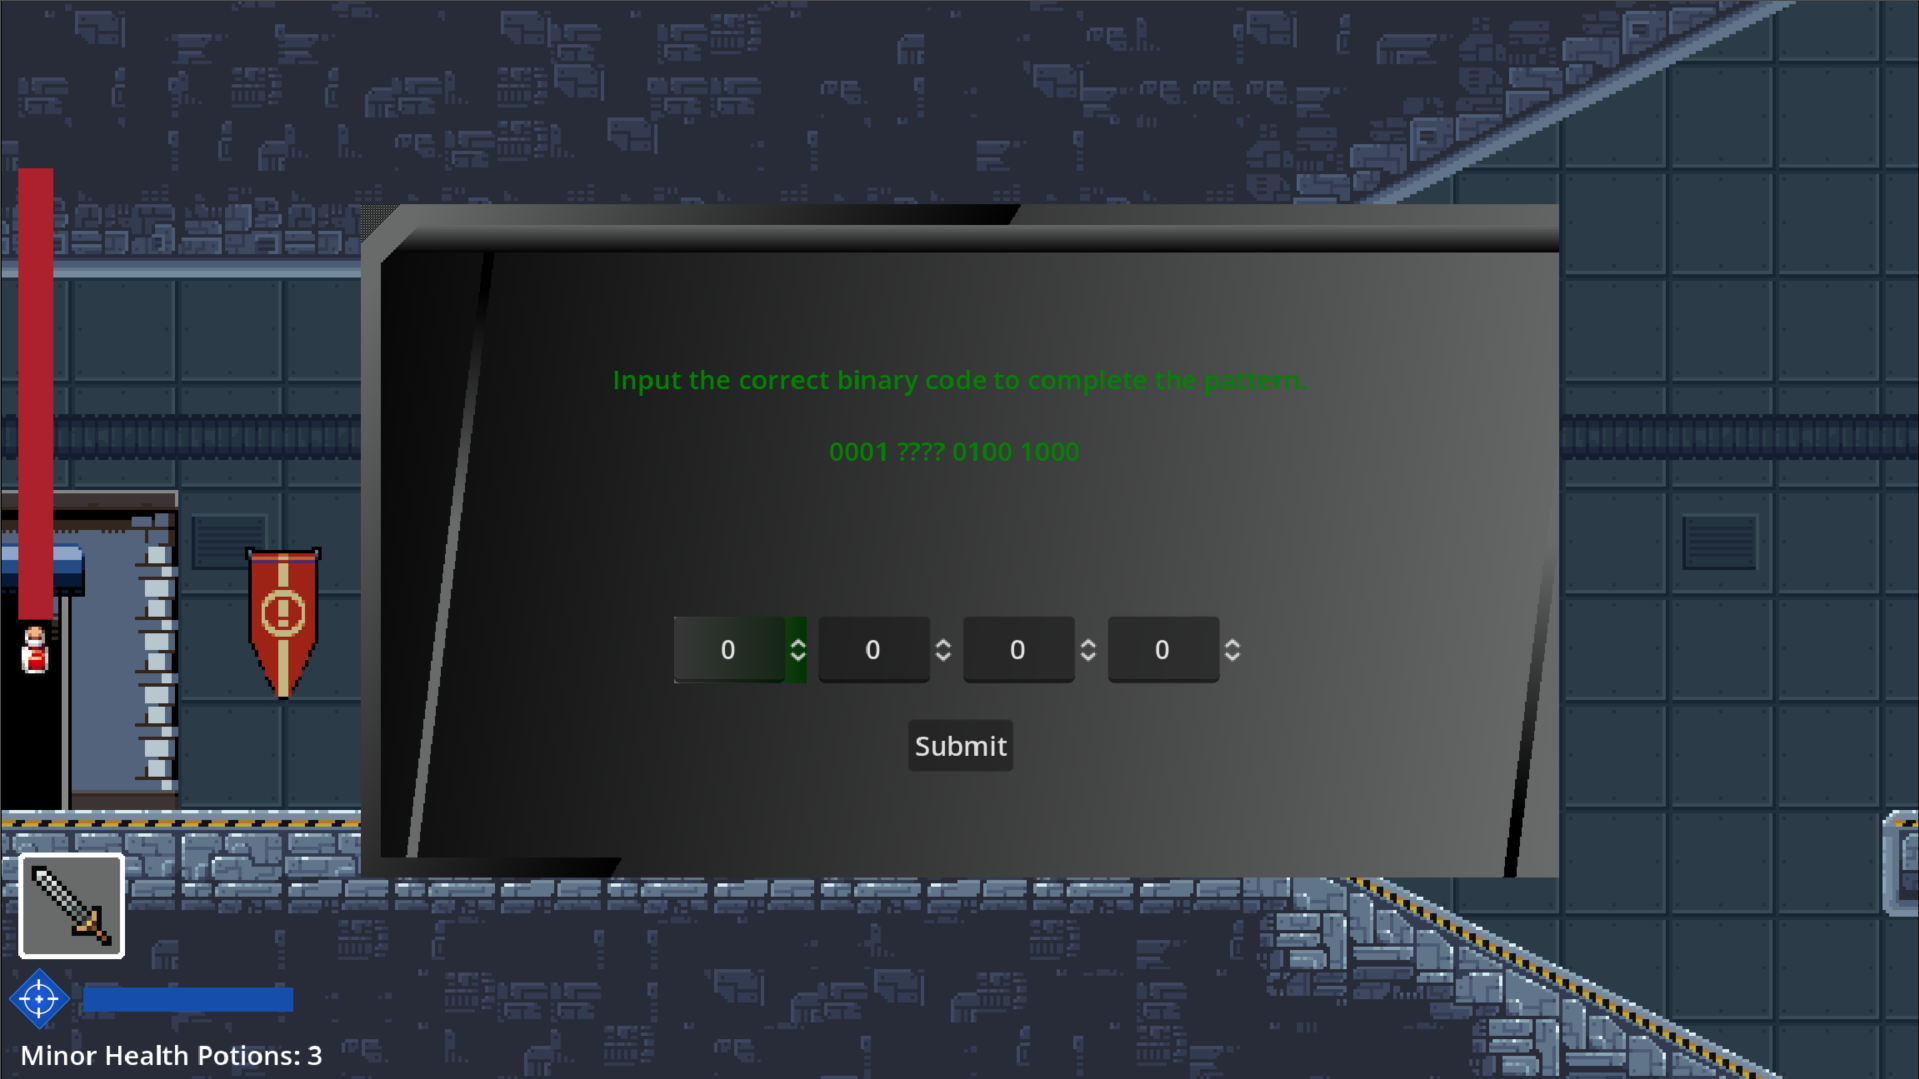 Input the correct binary code to complete the pattern.
0001 ???? 0100 1000
0 0 0 0
Submit
Minor Health Potions: 3